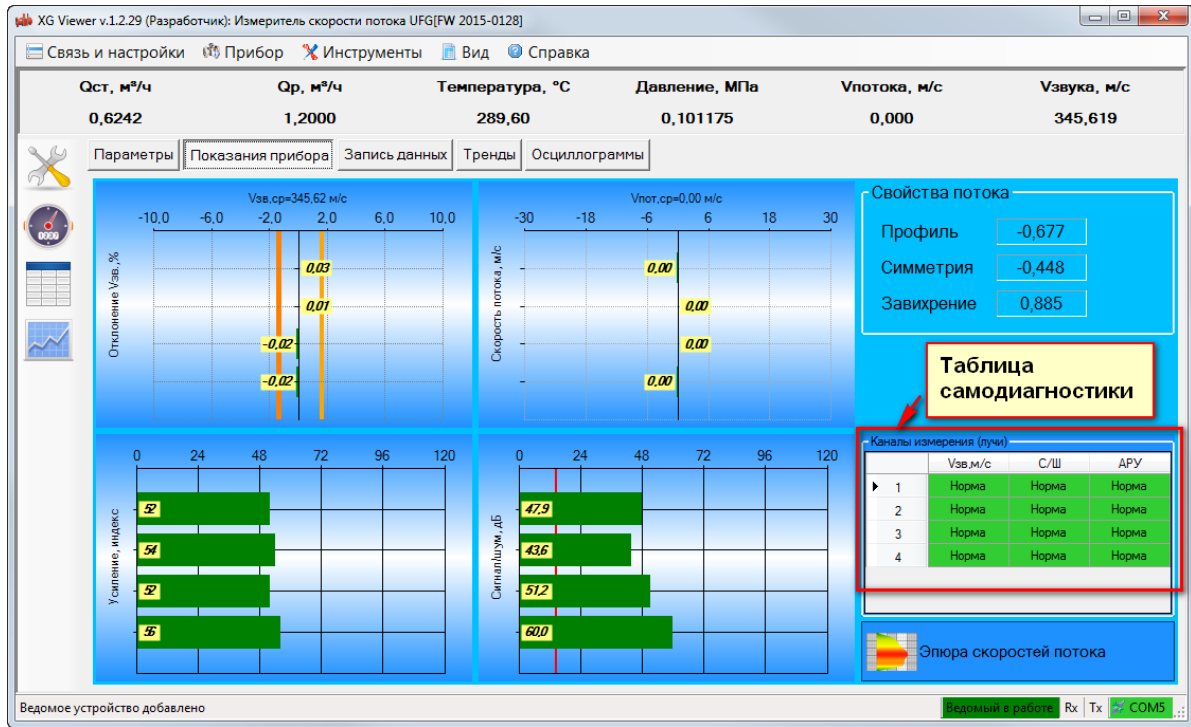 XG Viewer v.1.2.29 (Разработчик): Измеритель скорости потока UFG[FW 2015-0128]
Связь и настройки Прибор Инструменты Вид Справка
Qст, м³/ч Qр, м³/ч Температура, °С Давление, МПа Vпотока, м/с Vзвука, м/с
0,6242 1,2000 289,60 0,101175 0,000 345,619
Параметры Показания прибора Запись данных Тренды Осциллограммы
Vзв,ср=345,62 м/с
-10,0 -6,0 -2,0 2,0 6,0 10,0
Отклонение Vзв.,%
0,03
0,01
-0,02
-0,02
Vпот,ср=0,00 м/с
-30 -18 -6 6 18 30
Скорость потока, м/с
0,00
0,00
0,00
0,00
Свойства потока
Профиль -0,677
Симметрия -0,448
Завихрение 0,885
Таблица
самодиагностики
0 24 48 72 96 120
Усиление, индекс
52
54
52
56
0 24 48 72 96 120
Сигнал/шум, дБ
47,9
43,6
51,2
60,0
Каналы измерения (лучи)
Vзв,м/с С/Ш АРУ
1 Норма Норма Норма
2 Норма Норма Норма
3 Норма Норма Норма
4 Норма Норма Норма
Эпюра скоростей потока
Ведомое устройство добавлено Ведомый в работе Rx Tx COM5